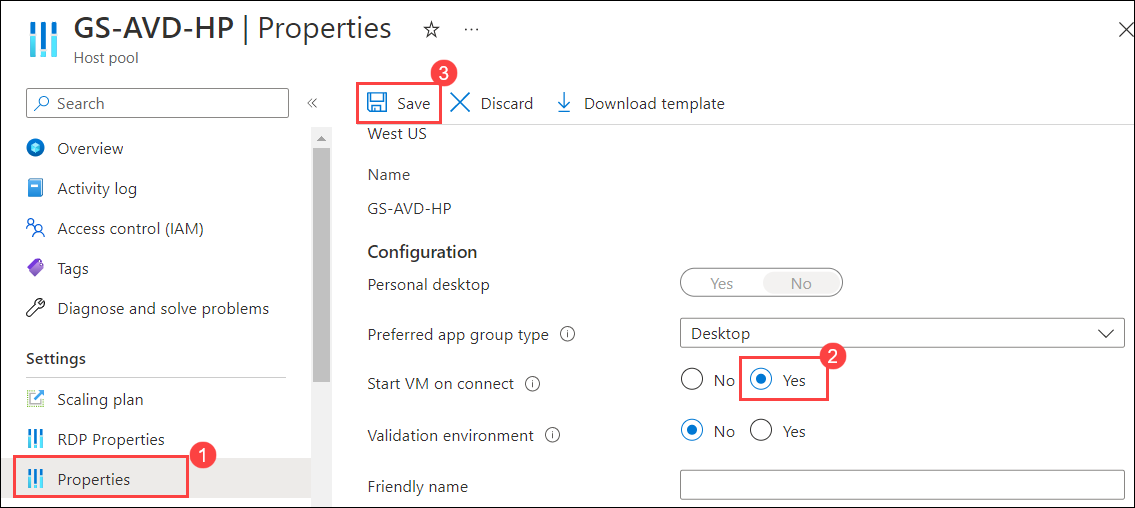 GS-AVD-HP | Properties
Host pool
Search
Overview
Activity log
Access control (IAM)
Tags
Diagnose and solve problems
Settings
Scaling plan
RDP Properties
1
Properties
3
Save Discard Download template
West US
Name
GS-AVD-HP
Configuration
Personal desktop Yes No
Preferred app group type Desktop
2
Start VM on connect No Yes
Validation environment No Yes
Friendly name